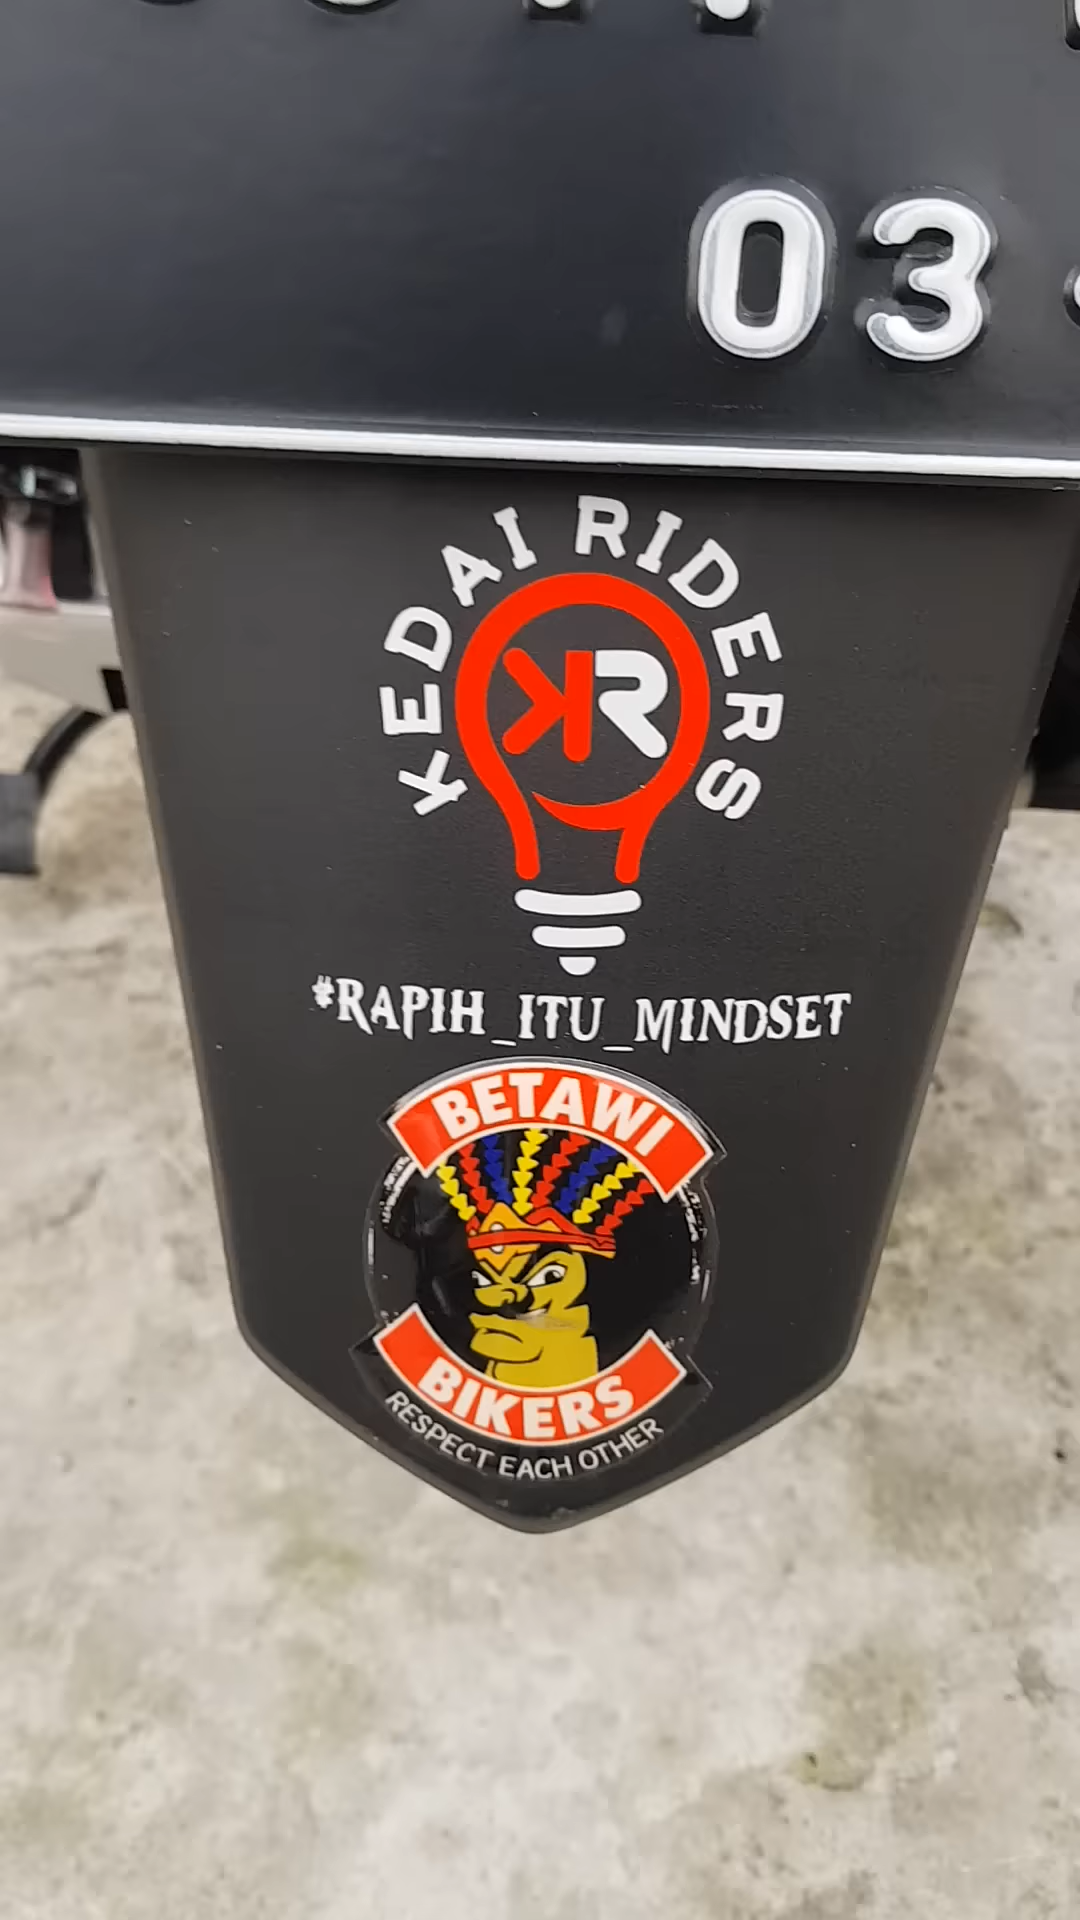 03
KEDAI RIDERS
KR
#RAPIH_ITU_MINDSET
BETAWI
BIKERS
RESPECT EACH OTHER